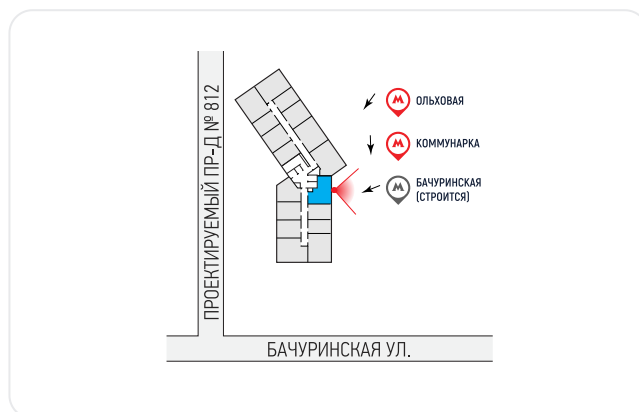 ПРОЕКТИРУЕМЫЙ ПР-Д № 812
М ОЛЬХОВАЯ
М КОММУНАРКА
М БАЧУРИНСКАЯ
(СТРОИТСЯ)
БАЧУРИНСКАЯ УЛ.